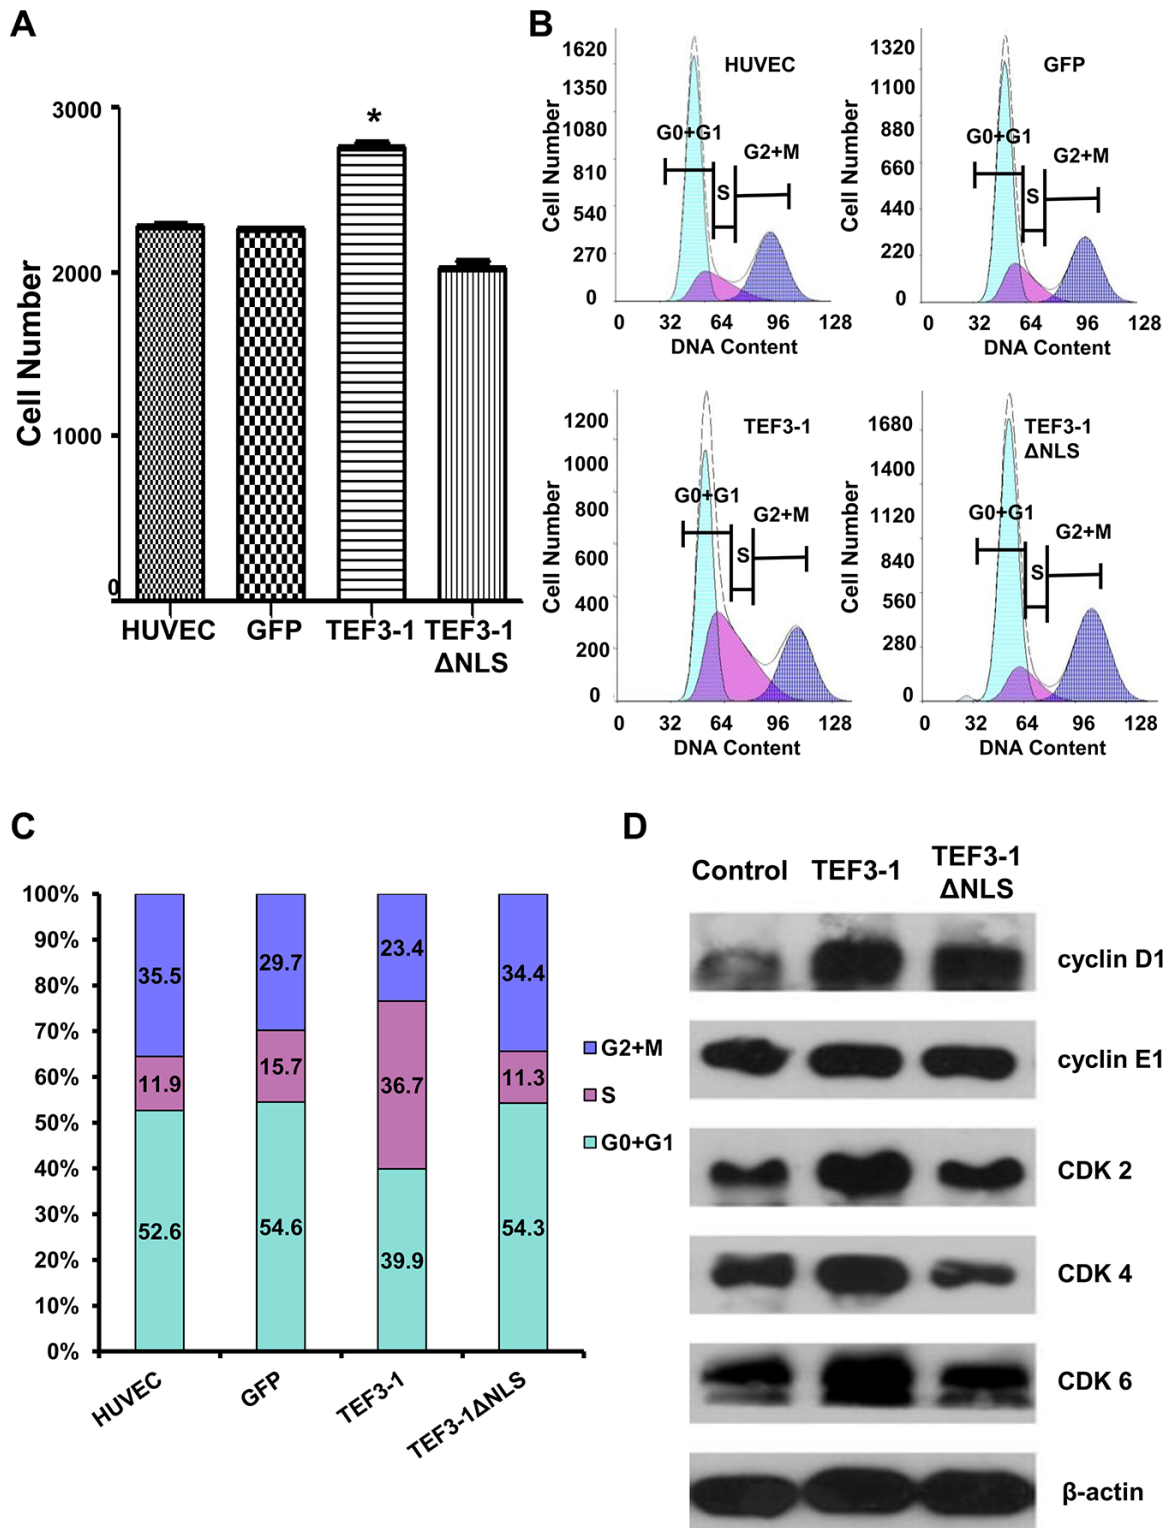 A
3000
2000
1000
0
Cell Number
*
HUVEC
GFP
TEF3-1
TEF3-1
ΔNLS
B
1620
1350
1080
810
540
270
0
Cell Number
HUVEC
G0+G1
S
G2+M
0 32 64 96 128
DNA Content
1320
1100
880
660
440
220
0
Cell Number
GFP
G0+G1
S
G2+M
0 32 64 96 128
DNA Content
1200
1000
800
600
400
200
0
Cell Number
TEF3-1
G0+G1
S
G2+M
0 32 64 96 128
DNA Content
1680
1400
1120
840
560
280
0
Cell Number
TEF3-1
ΔNLS
G0+G1
S
G2+M
0 32 64 96 128
DNA Content
C
100%
90%
80%
70%
60%
50%
40%
30%
20%
10%
0%
35.5
11.9
52.6
29.7
15.7
54.6
23.4
36.7
39.9
34.4
11.3
54.3
HUVEC
GFP
TEF3-1
TEF3-1ΔNLS
G2+M
S
G0+G1
D
Control TEF3-1 TEF3-1
ΔNLS
cyclin D1
cyclin E1
CDK 2
CDK 4
CDK 6
β-actin